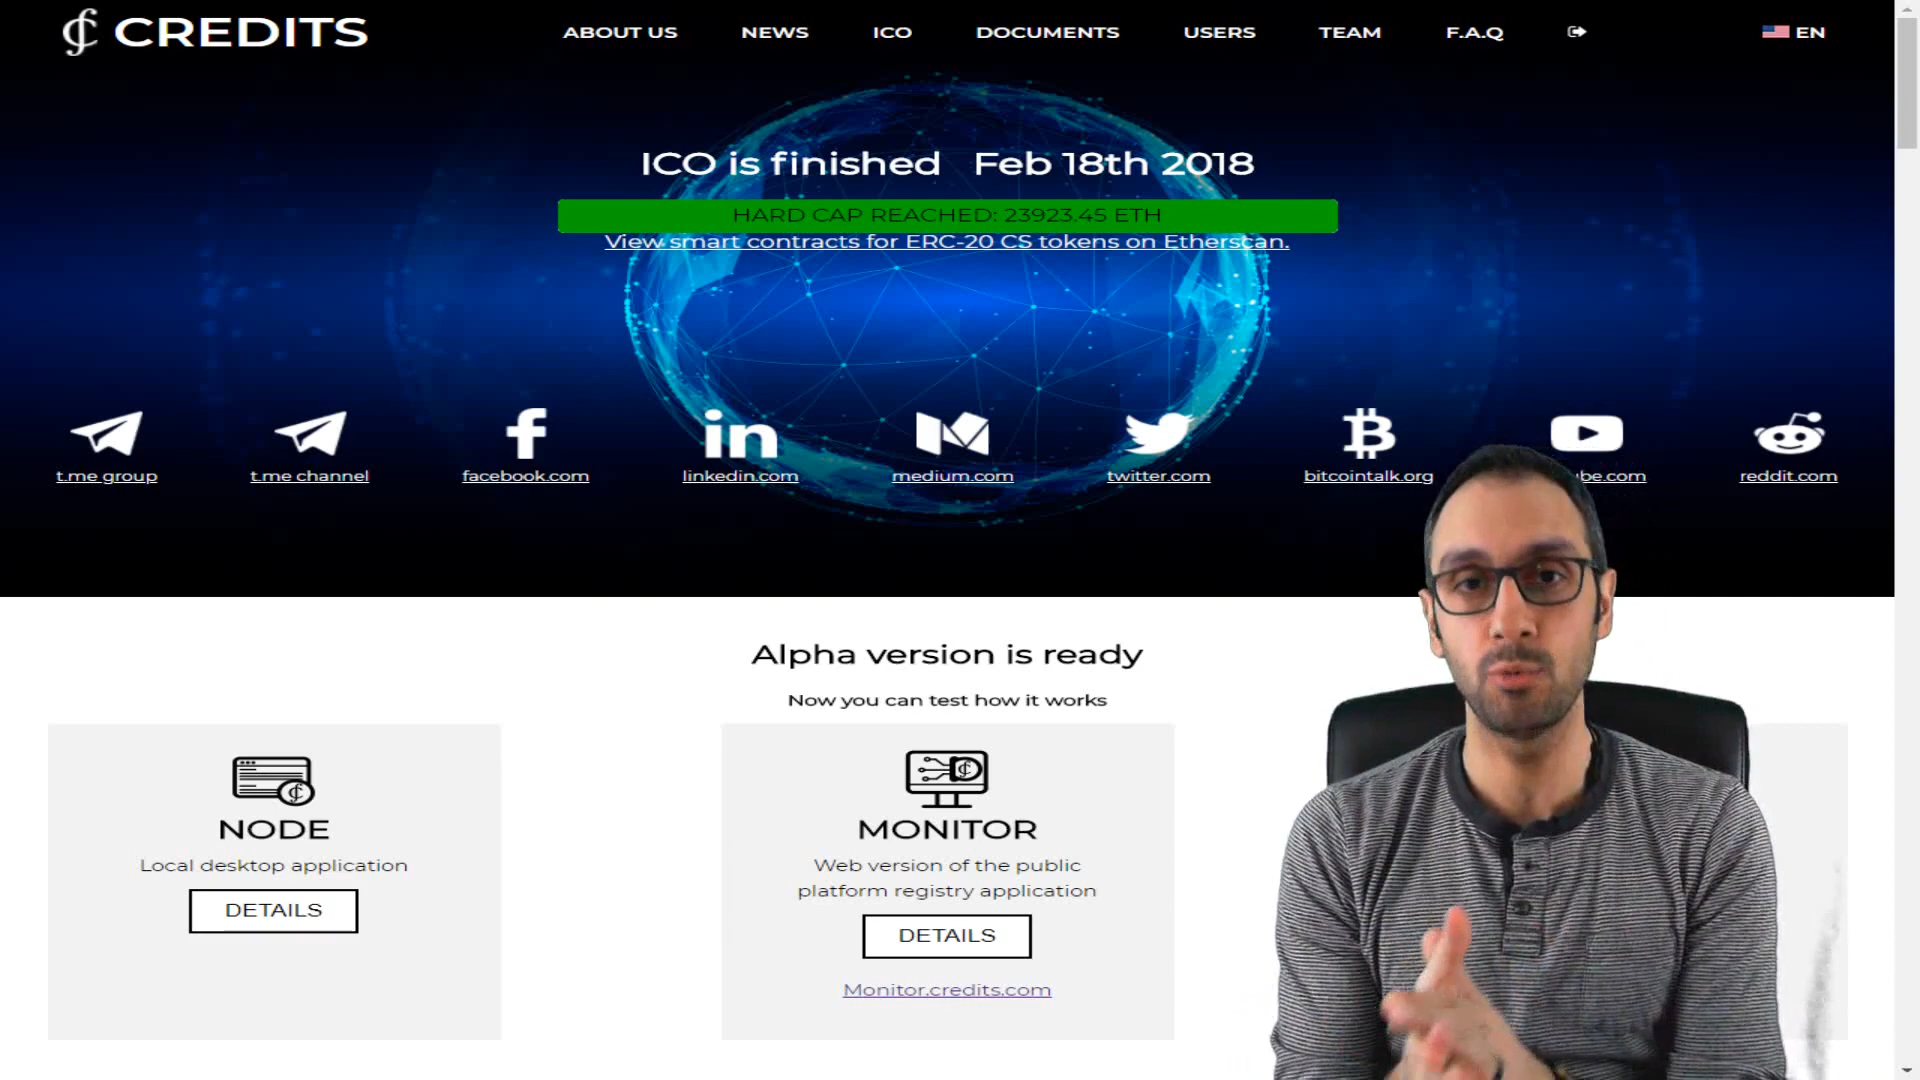 CREDITS
ABOUT US NEWS ICO DOCUMENTS USERS TEAM F.A.Q EN
ICO is finished Feb 18th 2018
HARD CAP REACHED: 23923.45 ETH
View smart contracts for ERC-20 CS tokens on Etherscan.
t.me group t.me channel facebook.com linkedin.com medium.com twitter.com bitcointalk.org be.com reddit.com
Alpha version is ready
Now you can test how it works
NODE
Local desktop application
DETAILS
MONITOR
Web version of the public
platform registry application
DETAILS
Monitor.credits.com